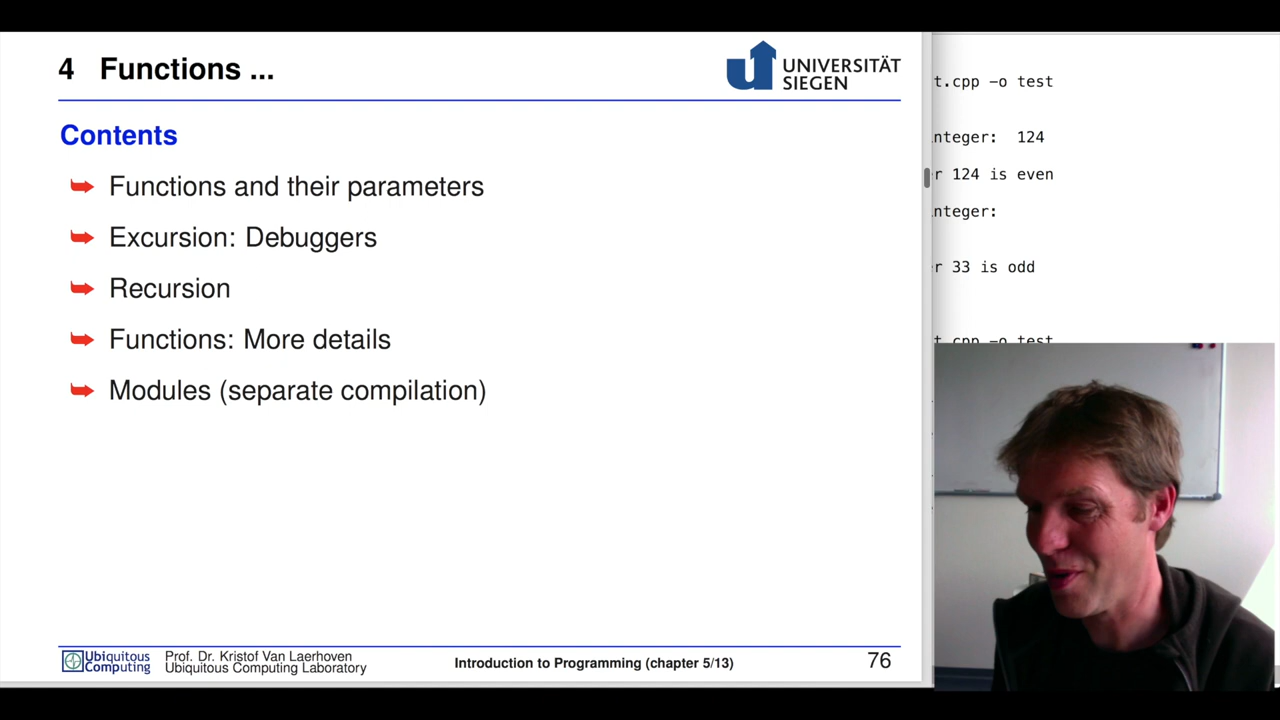 4 Functions ...
UNIVERSITÄT
SIEGEN
Contents
Functions and their parameters
Excursion: Debuggers
Recursion
Functions: More details
Modules (separate compilation)
Ubiquitous
Computing
Prof. Dr. Kristof Van Laerhoven
Ubiquitous Computing Laboratory
Introduction to Programming (chapter 5/13)
76
t.cpp -o test
nteger: 124
r 124 is even
nteger:
r 33 is odd
t.cpp -o test